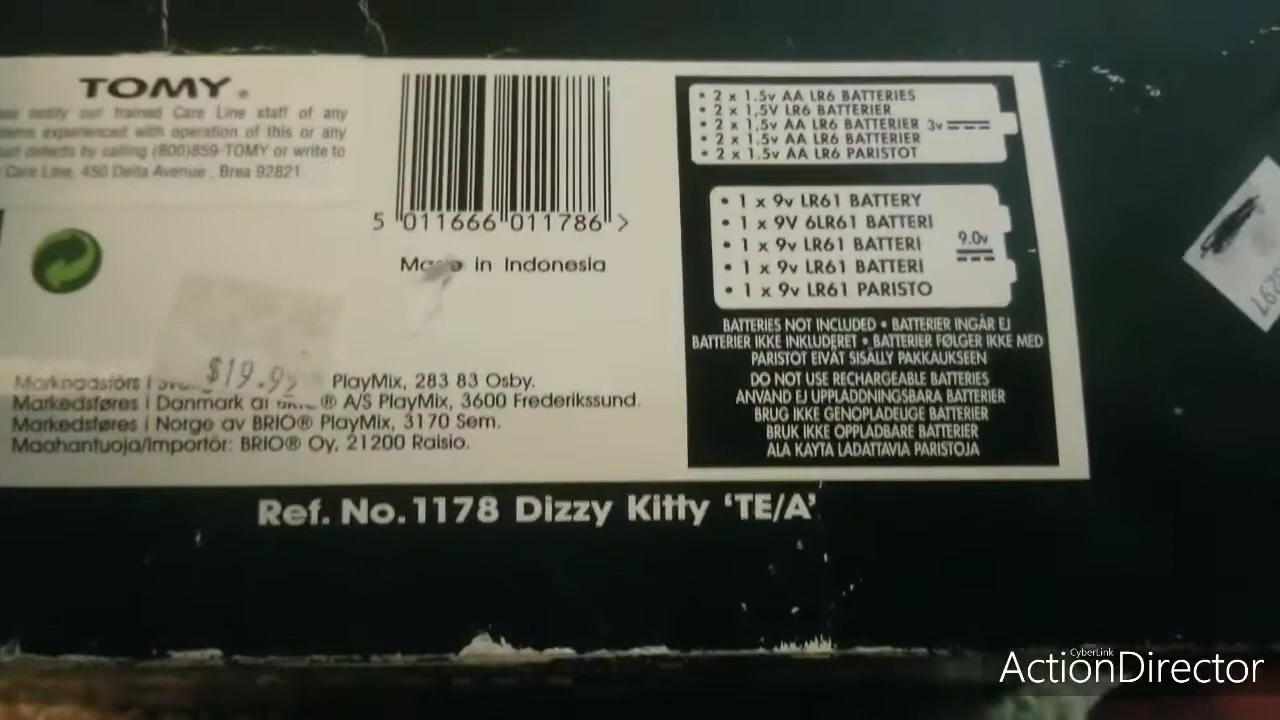 TOMY®
notify our trained Care Line staff of any
experienced with operation of this or any
defects by calling (800)859-TOMY or write to
Care Line, 450 Delta Avenue, Brea 92821
5 011666 011786 >
Made in Indonesia
$19.99
Marknadsförs i PlayMix, 283 83 Osby.
Markedsføres i Danmark af ® A/S PlayMix, 3600 Frederikssund.
Markedsføres i Norge av BRIO® PlayMix, 3170 Sem.
Maahantuoja/Importör: BRIO® Oy, 21200 Raisio.
• 2 x 1.5v AA LR6 BATTERIES
• 2 x 1,5V LR6 BATTERIER
• 2 x 1,5v AA LR6 BATTERIER 3v
• 2 x 1.5v AA LR6 BATTERIER
• 2 x 1.5v AA LR6 PARISTOT
• 1 x 9v LR61 BATTERY
• 1 x 9V 6LR61 BATTERI
• 1 x 9v LR61 BATTERI 9.0v
• 1 x 9v LR61 BATTERI
• 1 x 9v LR61 PARISTO
BATTERIES NOT INCLUDED • BATTERIER INGÅR EJ
BATTERIER IKKE INKLUDERET • BATTERIER FØLGER IKKE MED
PARISTOT EIVÄT SISÄLLY PAKKAUKSEEN
DO NOT USE RECHARGEABLE BATTERIES
ANVAND EJ UPPLADDNINGSBARA BATTERIER
BRUG IKKE GENOPLADELIGE BATTERIER
BRUK IKKE OPPLADBARE BATTERIER
ÄLÄ KÄYTÄ LADATTAVIA PARISTOJA
Ref. No.1178 Dizzy Kitty ‘TE/A’
CyberLink
ActionDirector